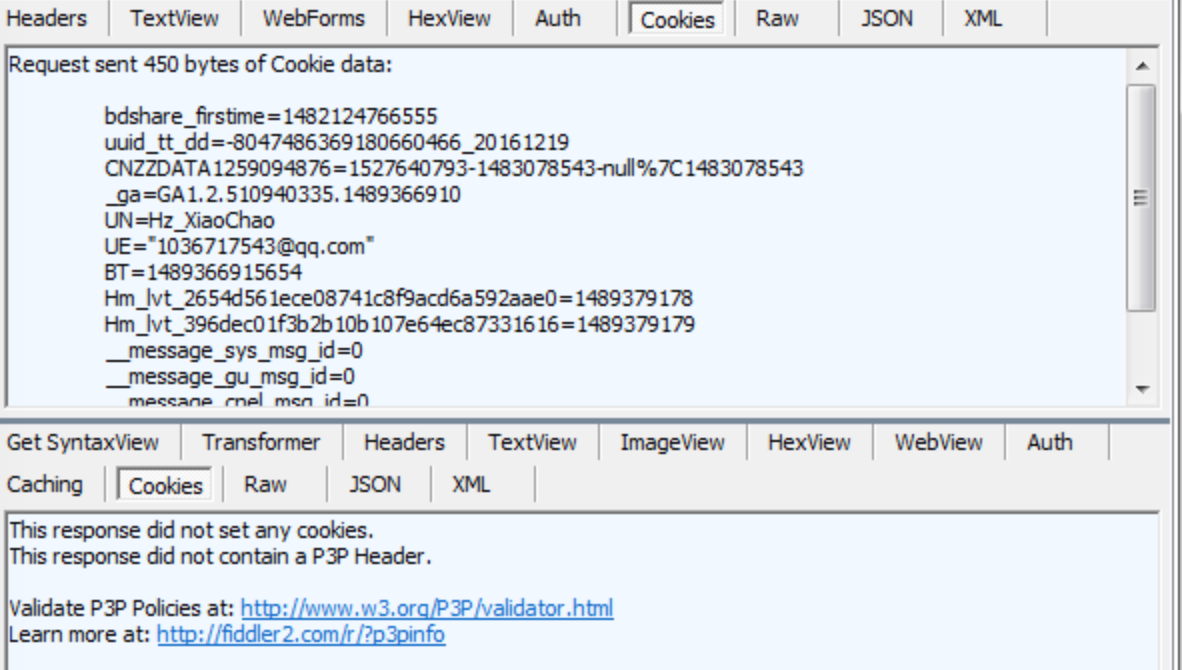 Headers TextView WebForms HexView Auth Cookies Raw JSON XML
Request sent 450 bytes of Cookie data:
bdshare_firstime=1482124766555
uuid_tt_dd=-8047486369180660466_20161219
CNZZDATA1259094876=1527640793-1483078543-null%7C1483078543
_ga=GA1.2.510940335.1489366910
UN=Hz_XiaoChao
UE="1036717543@qq.com"
BT=1489366915654
Hm_lvt_2654d561ece08741c8f9acd6a592aae0=1489379178
Hm_lvt_396dec01f3b2b10b107e64ec87331616=1489379179
__message_sys_msg_id=0
__message_gu_msg_id=0
__message_cnel_msg_id=0
Get SyntaxView Transformer Headers TextView ImageView HexView WebView Auth
Caching Cookies Raw JSON XML
This response did not set any cookies.
This response did not contain a P3P Header.
Validate P3P Policies at: http://www.w3.org/P3P/validator.html
Learn more at: http://fiddler2.com/r/?p3pinfo